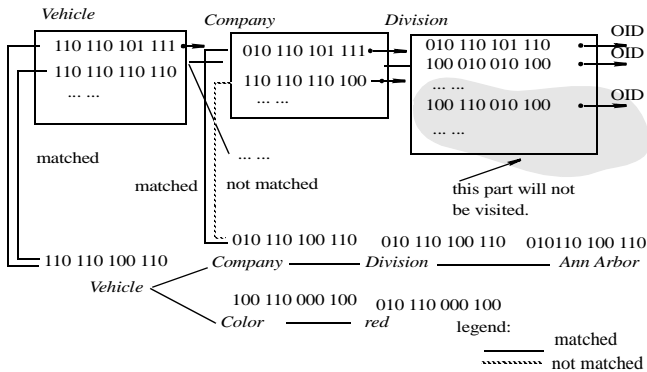 Vehicle Company Division
110 110 101 111
110 110 110 110
... ...
010 110 101 111
110 110 110 100
... ...
010 110 101 110
100 010 010 100
... ...
100 110 010 100
... ...
OID
OID
OID
matched
matched
not matched
... ...
this part will not
be visited.
110 110 100 110
Vehicle
010 110 100 110
Company
010 110 100 110
Division
010110 100 110
Ann Arbor
100 110 000 100
Color
010 110 000 100
red
legend:
matched
not matched